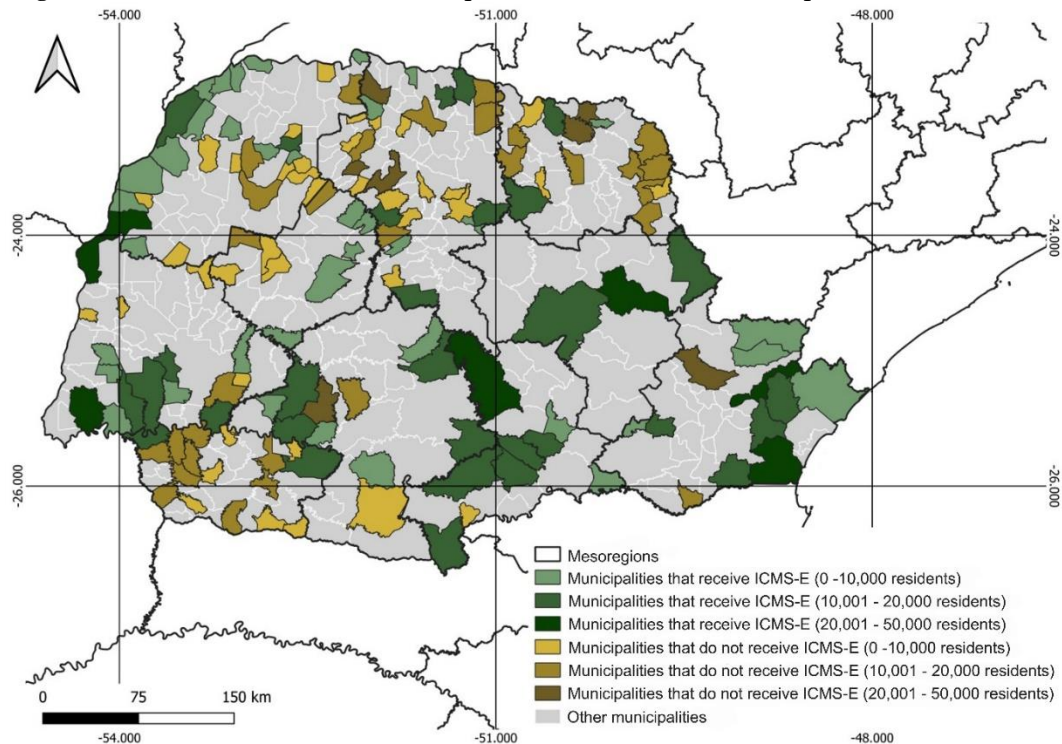 -54.000 -51.000 -48.000
-24.000 -24.000
-26.000 -26.000
Mesoregions
Municipalities that receive ICMS-E (0 -10,000 residents)
Municipalities that receive ICMS-E (10,001 - 20,000 residents)
Municipalities that receive ICMS-E (20,001 - 50,000 residents)
Municipalities that do not receive ICMS-E (0 -10,000 residents)
Municipalities that do not receive ICMS-E (10,001 - 20,000 residents)
Municipalities that do not receive ICMS-E (20,001 - 50,000 residents)
Other municipalities
0 75 150 km
-54.000 -51.000 -48.000